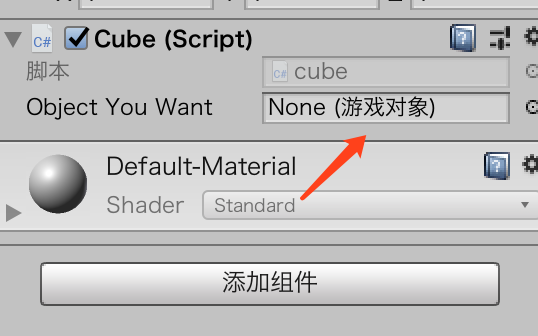 Cube (Script)
脚本
cube
Object You Want
None (游戏对象)
Default-Material
Shader
Standard
添加组件